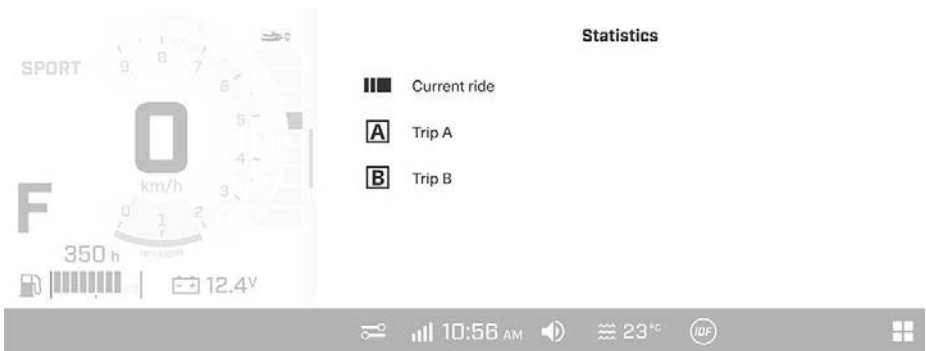 Statistics
SPORT
9 8 7
6
5
4
3
0
km/h
F
0 1 2
350 h
12.4V
Current ride
A Trip A
B Trip B
10:56 AM
23°C
iDF